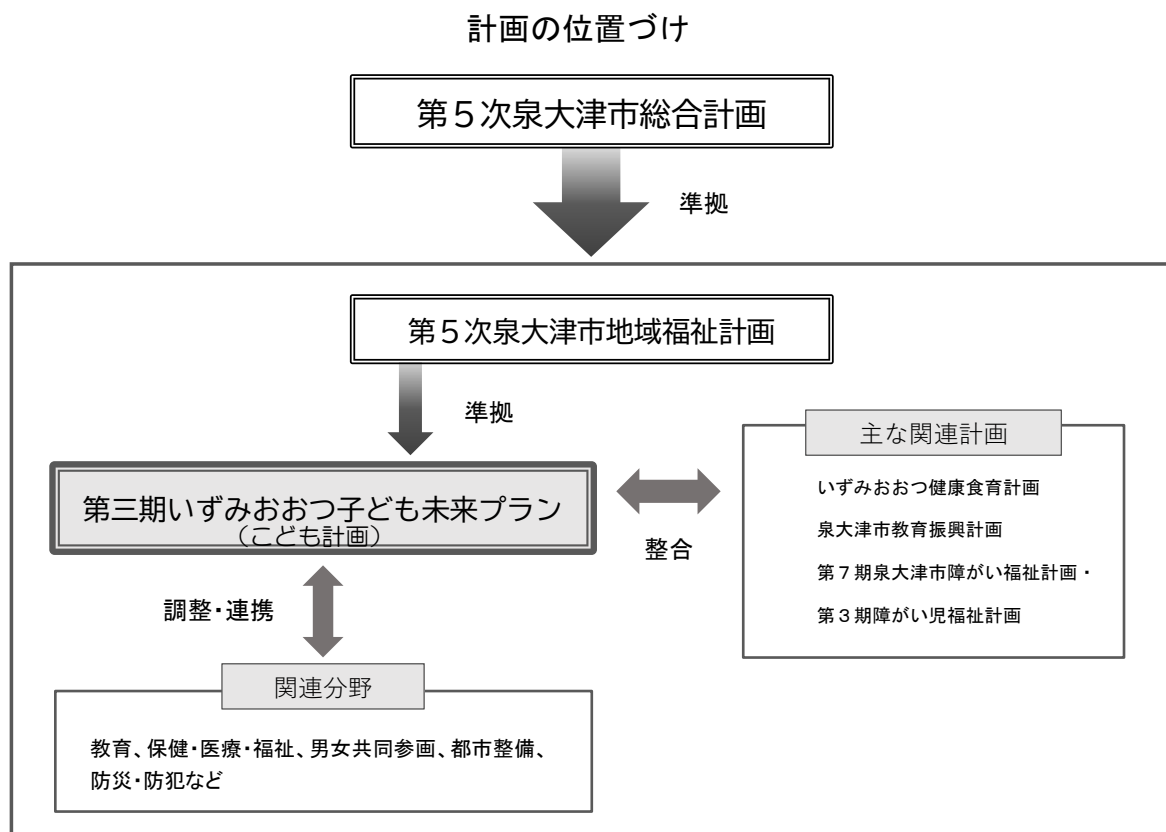 計画の位置づけ
第５次泉大津市総合計画
準拠
第５次泉大津市地域福祉計画
準拠
第三期いずみおおつ子ども未来プラン
（こども計画）
整合
主な関連計画
いずみおおつ健康食育計画
泉大津市教育振興計画
第７期泉大津市障がい福祉計画・
第３期障がい児福祉計画
調整・連携
関連分野
教育、保健・医療・福祉、男女共同参画、都市整備、
防災・防犯など